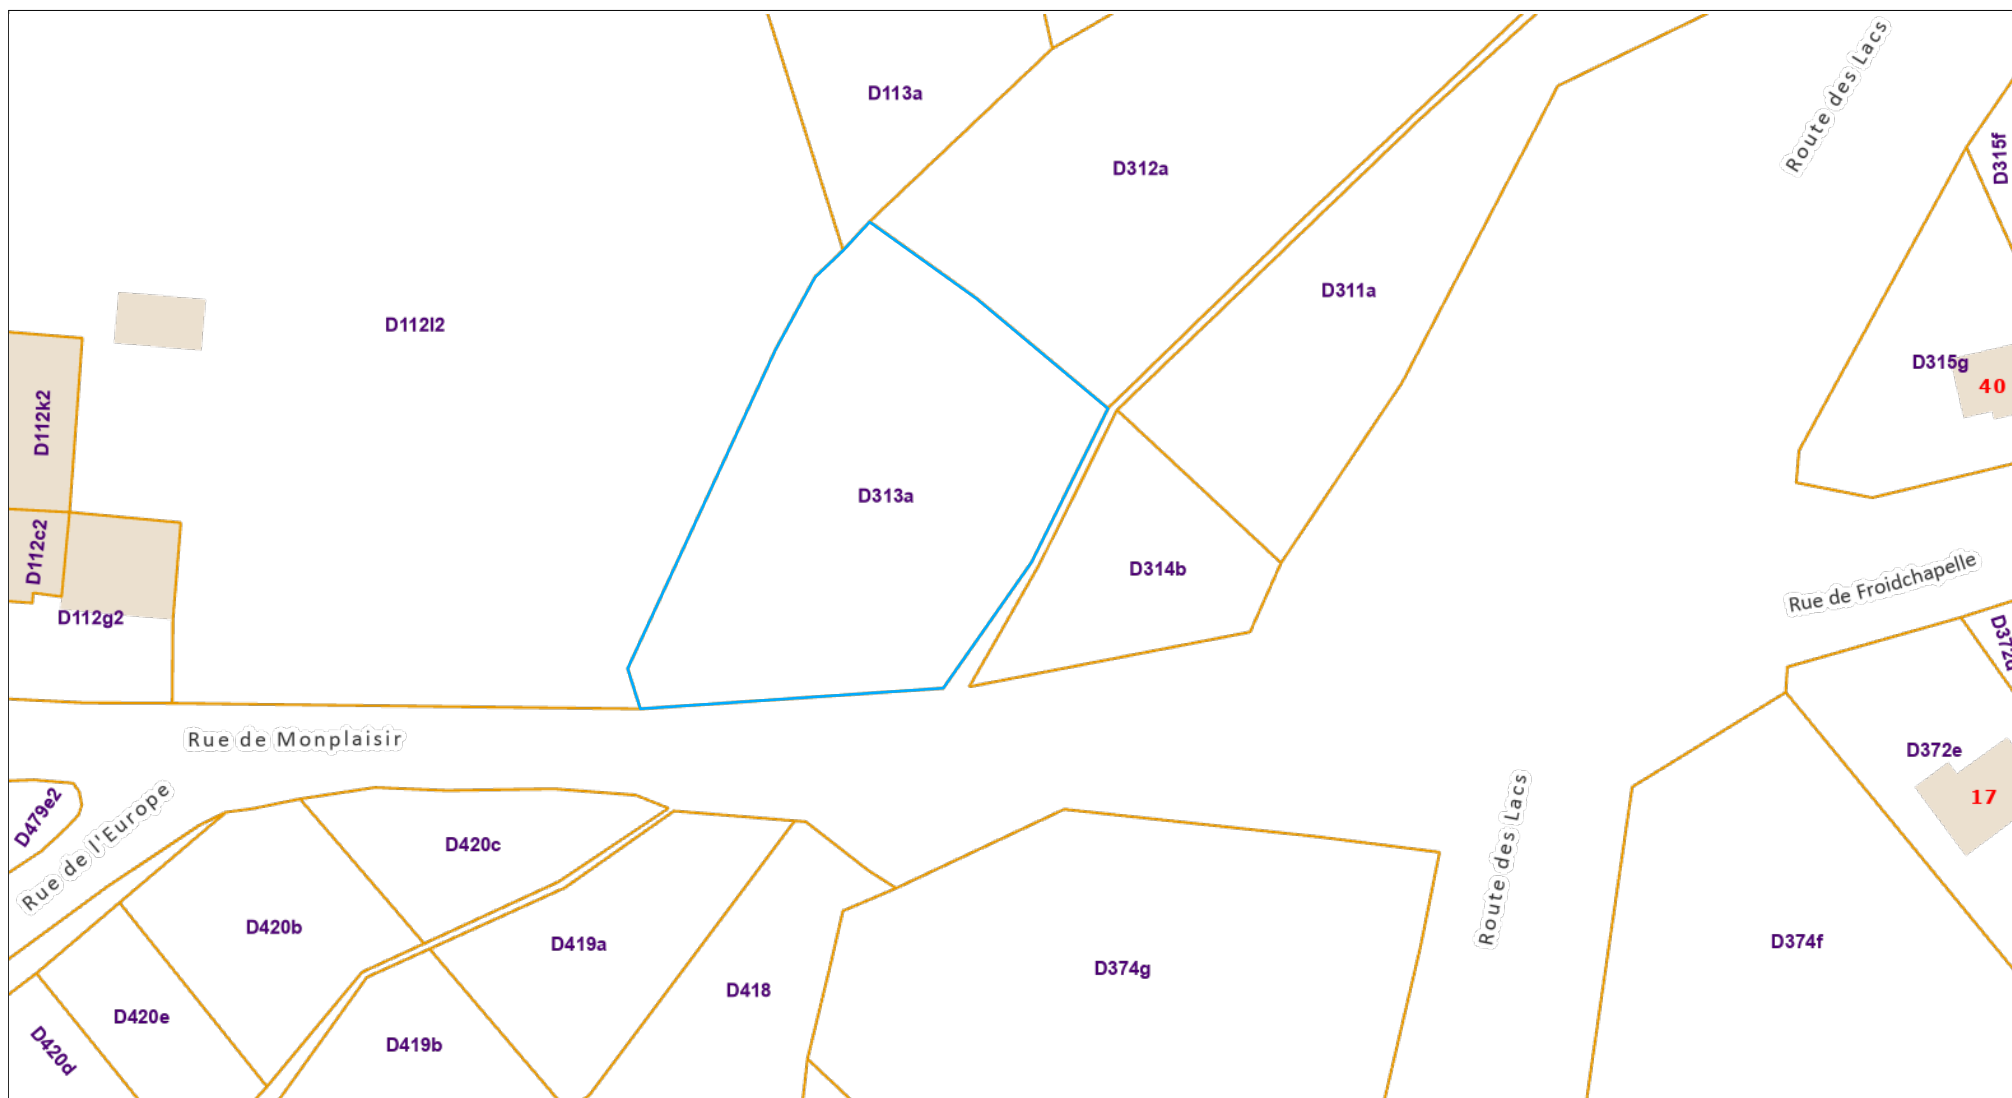 Route des Lacs
D113a
D312a
D315f
D311a
D112l2
D315g
40
D112k2
D313a
D112c2
D314b
Rue de Froidchapelle
D112g2
Rue de Monplaisir
D372e
17
D479e2
Rue de l'Europe
D420c
Route des Lacs
D420b
D419a
D374f
D374g
D418
D420e
D419b
D420d